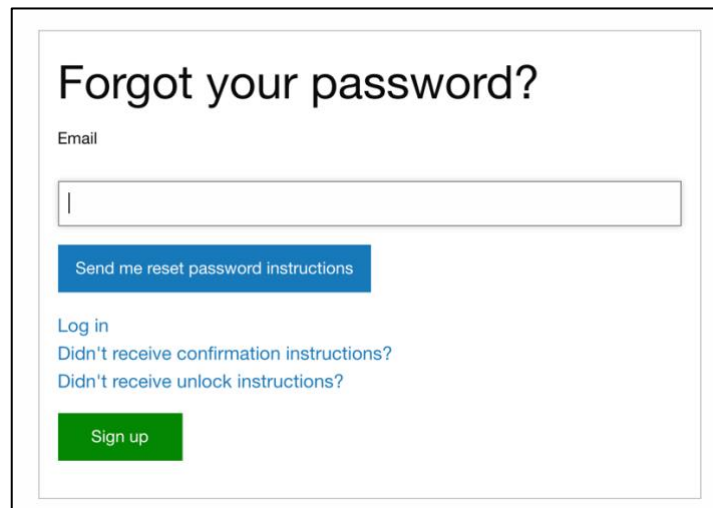 Forgot your password?
Email
Send me reset password instructions
Log in
Didn't receive confirmation instructions?
Didn't receive unlock instructions?
Sign up